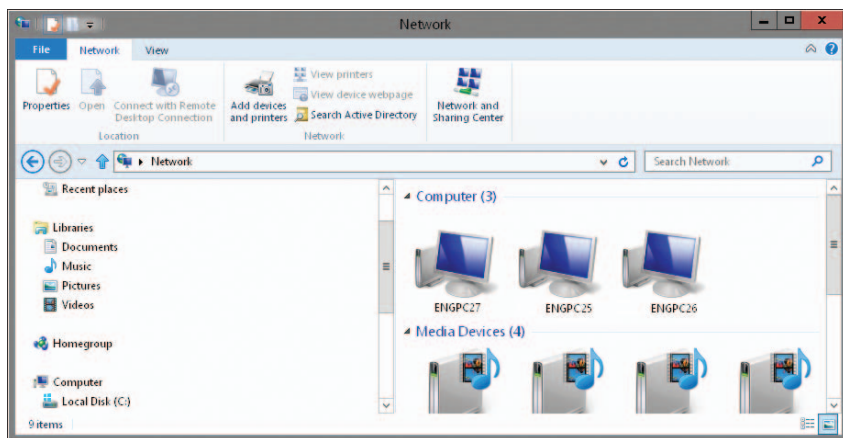 Network
File Network View
Properties Open Connect with Remote Desktop Connection
Location
Add devices and printers
View printers
View device webpage
Search Active Directory
Network
Network and Sharing Center
Network
Search Network
Recent places
Libraries
Documents
Music
Pictures
Videos
Homegroup
Computer
Local Disk (C:)
Computer (3)
ENGPC27 ENGPC25 ENGPC26
Media Devices (4)
9 items